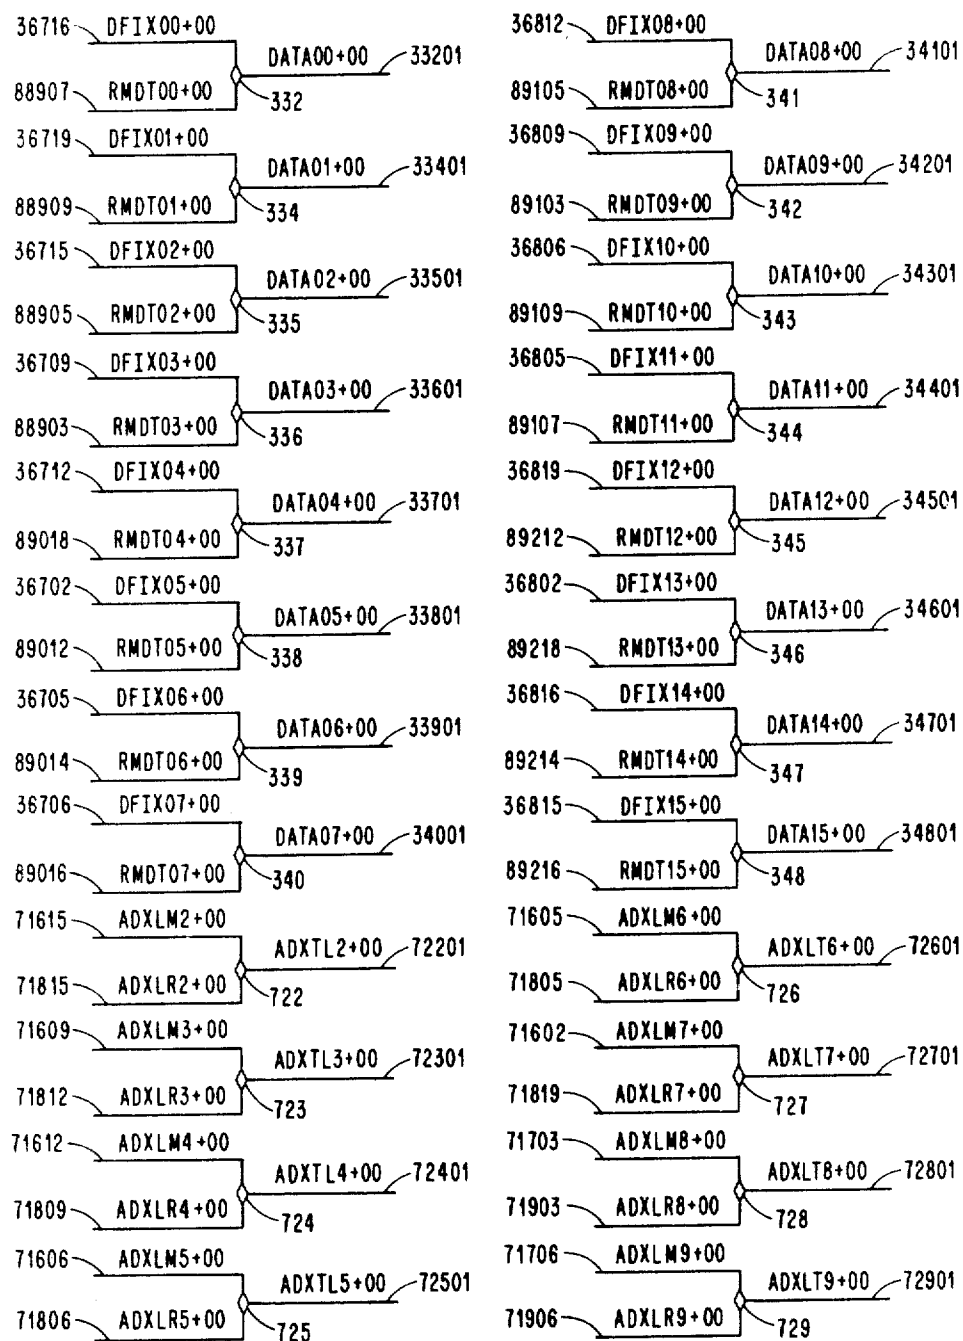 36716 DFIX00+00
DATA00+00 33201
88907 RMDT00+00 332
36719 DFIX01+00
DATA01+00 33401
88909 RMDT01+00 334
36715 DFIX02+00
DATA02+00 33501
88905 RMDT02+00 335
36709 DFIX03+00
DATA03+00 33601
88903 RMDT03+00 336
36712 DFIX04+00
DATA04+00 33701
89018 RMDT04+00 337
36702 DFIX05+00
DATA05+00 33801
89012 RMDT05+00 338
36705 DFIX06+00
DATA06+00 33901
89014 RMDT06+00 339
36706 DFIX07+00
DATA07+00 34001
89016 RMDT07+00 340
71615 ADXLM2+00
ADXTL2+00 72201
71815 ADXLR2+00 722
71609 ADXLM3+00
ADXTL3+00 72301
71812 ADXLR3+00 723
71612 ADXLM4+00
ADXTL4+00 72401
71809 ADXLR4+00 724
71606 ADXLM5+00
ADXTL5+00 72501
71806 ADXLR5+00 725
36812 DFIX08+00
DATA08+00 34101
89105 RMDT08+00 341
36809 DFIX09+00
DATA09+00 34201
89103 RMDT09+00 342
36806 DFIX10+00
DATA10+00 34301
89109 RMDT10+00 343
36805 DFIX11+00
DATA11+00 34401
89107 RMDT11+00 344
36819 DFIX12+00
DATA12+00 34501
89212 RMDT12+00 345
36802 DFIX13+00
DATA13+00 34601
89218 RMDT13+00 346
36816 DFIX14+00
DATA14+00 34701
89214 RMDT14+00 347
36815 DFIX15+00
DATA15+00 34801
89216 RMDT15+00 348
71605 ADXLM6+00
ADXLT6+00 72601
71805 ADXLR6+00 726
71602 ADXLM7+00
ADXLT7+00 72701
71819 ADXLR7+00 727
71703 ADXLM8+00
ADXLT8+00 72801
71903 ADXLR8+00 728
71706 ADXLM9+00
ADXLT9+00 72901
71906 ADXLR9+00 729